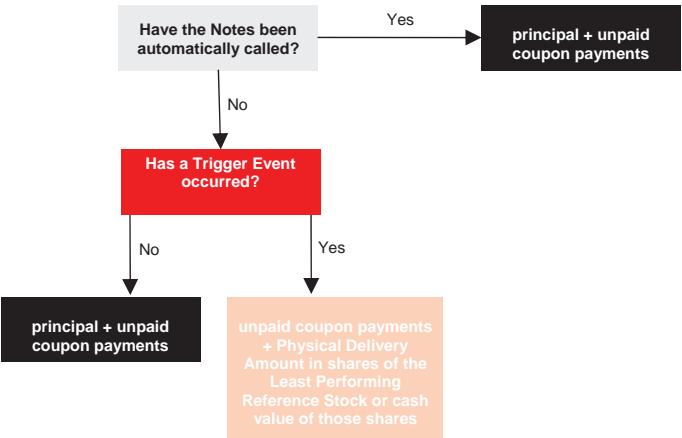 Have the Notes been
automatically called?
Yes
principal + unpaid
coupon payments
No
Has a Trigger Event
occurred?
No
Yes
principal + unpaid
coupon payments
unpaid coupon payments
+ Physical Delivery
Amount in shares of the
Least Performing
Reference Stock or cash
value of those shares